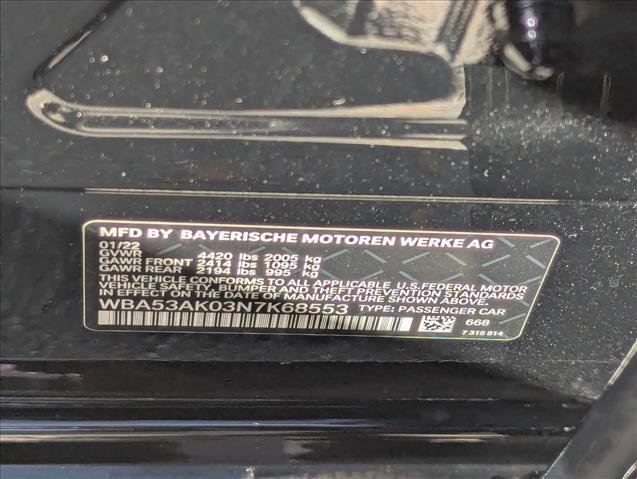 MFD BY BAYERISCHE MOTOREN WERKE AG
01/22
GVWR 4420 lbs 2005 kg
GAWR FRONT 2414 lbs 1095 kg
GAWR REAR 2194 lbs 995 kg
THIS VEHICLE CONFORMS TO ALL APPLICABLE U.S.FEDERAL MOTOR
VEHICLE SAFETY, BUMPER AND THEFT PREVENTION STANDARDS
IN EFFECT ON THE DATE OF MANUFACTURE SHOWN ABOVE.
WBA53AK03N7K68553 TYPE: PASSENGER CAR
668
7 315 814